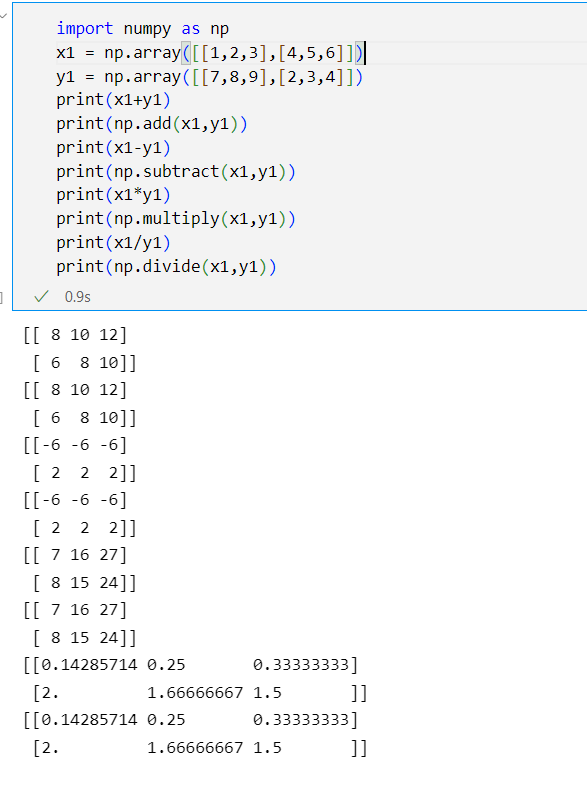 import numpy as np
x1 = np.array([[1,2,3],[4,5,6]])
y1 = np.array([[7,8,9],[2,3,4]])
print(x1+y1)
print(np.add(x1,y1))
print(x1-y1)
print(np.subtract(x1,y1))
print(x1*y1)
print(np.multiply(x1,y1))
print(x1/y1)
print(np.divide(x1,y1))
] ✓ 0.9s
[[ 8 10 12]
 [ 6  8 10]]
[[ 8 10 12]
 [ 6  8 10]]
[[-6 -6 -6]
 [ 2  2  2]]
[[-6 -6 -6]
 [ 2  2  2]]
[[ 7 16 27]
 [ 8 15 24]]
[[ 7 16 27]
 [ 8 15 24]]
[[0.14285714 0.25       0.33333333]
 [2.         1.66666667 1.5       ]]
[[0.14285714 0.25       0.33333333]
 [2.         1.66666667 1.5       ]]